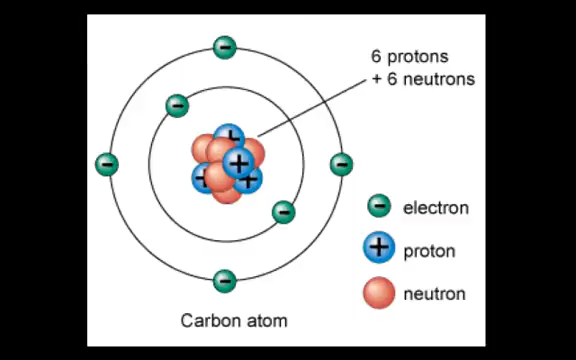 6 protons
+ 6 neutrons
electron
proton
neutron
Carbon atom